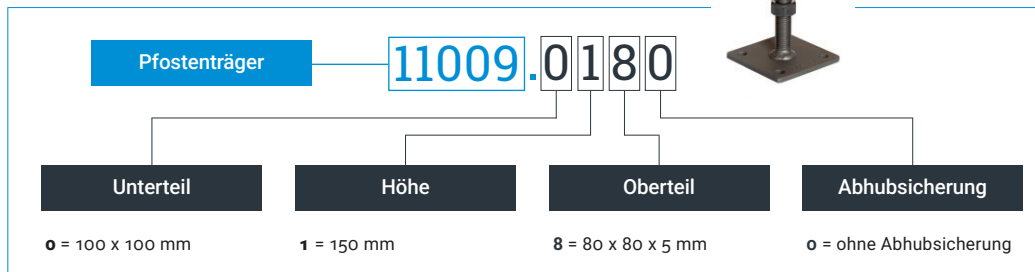 Pfostenträger 11009.0180
Unterteil Höhe Oberteil Abhubsicherung
0 = 100 x 100 mm 1 = 150 mm 8 = 80 x 80 x 5 mm 0 = ohne Abhubsicherung